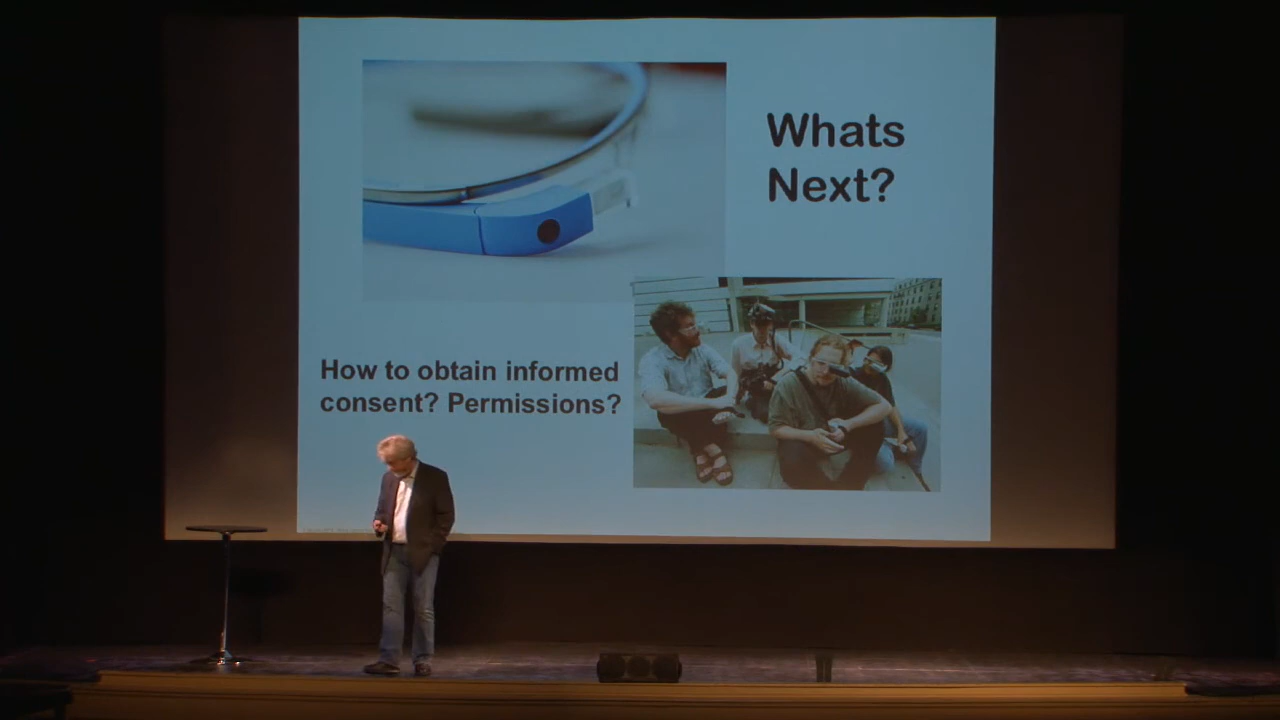 Whats
Next?
How to obtain informed
consent? Permissions?